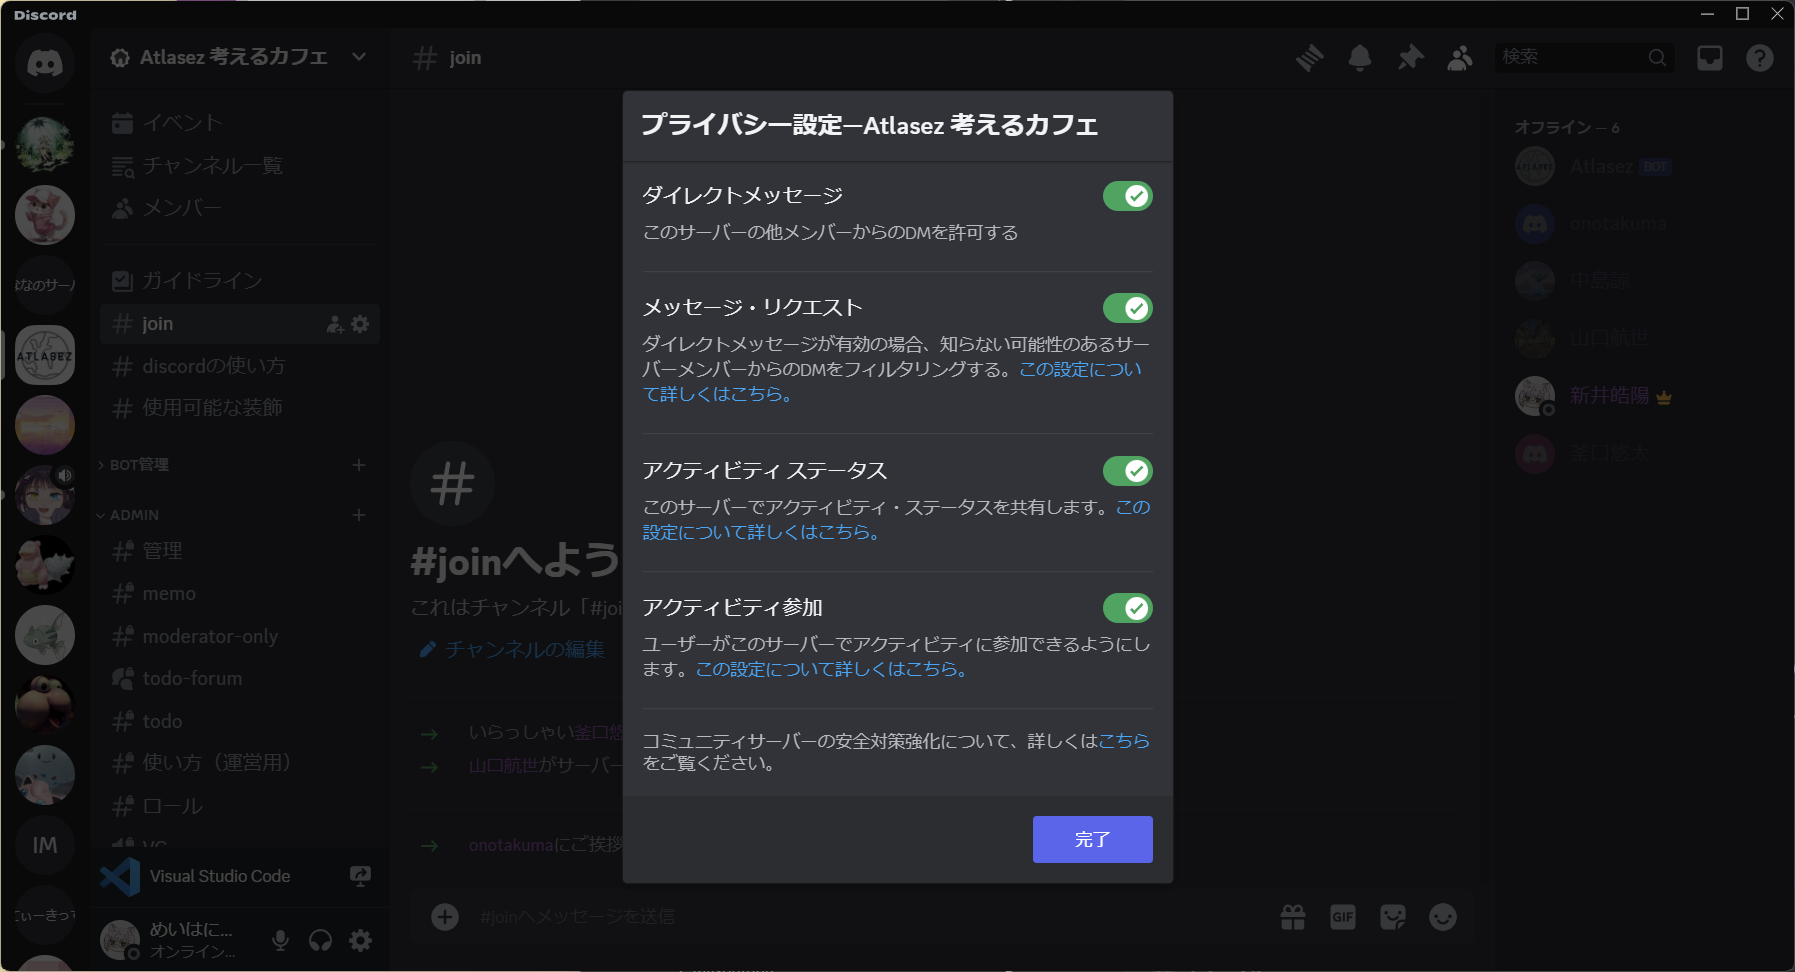 Discord
Atlasez 考えるカフェ
join
検索
イベント
チャンネル一覧
メンバー
ガイドライン
join
discordの使い方
使用可能な装飾
BOT管理
ADMIN
管理
memo
moderator-only
todo-forum
todo
使い方（運営用）
ロール
VC
Visual Studio Code
めいはに...
オンライン...
ATLASEZ
IM
#joinへよう
これはチャンネル「#joi
チャンネルの編集
いらっしゃい釜口悠
山口航世がサーバー
onotakumaにご挨拶
#joinへメッセージを送信
GIF
プライバシー設定—Atlasez 考えるカフェ
ダイレクトメッセージ
このサーバーの他メンバーからのDMを許可する
メッセージ・リクエスト
ダイレクトメッセージが有効の場合、知らない可能性のあるサー
バーメンバーからのDMをフィルタリングする。この設定につい
て詳しくはこちら。
アクティビティ ステータス
このサーバーでアクティビティ・ステータスを共有します。この
設定について詳しくはこちら。
アクティビティ参加
ユーザーがこのサーバーでアクティビティに参加できるようにし
ます。この設定について詳しくはこちら。
コミュニティサーバーの安全対策強化について、詳しくはこちら
をご覧ください。
完了
オフライン — 6
Atlasez BOT
onotakuma
中島諒
山口航世
新井皓陽
釜口悠太